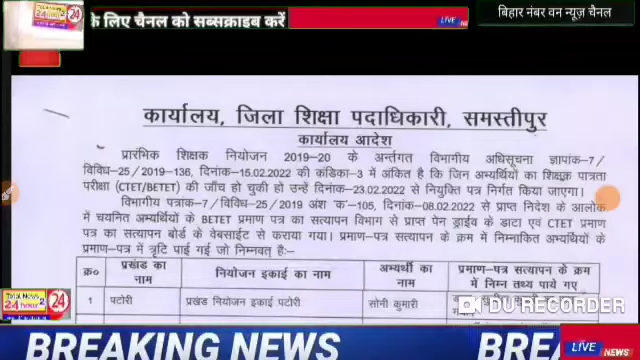 के लिए चैनल को सब्सक्राइब करें
LIVE
बिहार नंबर वन न्यूज़ चैनल
कार्यालय, जिला शिक्षा पदाधिकारी, समस्तीपुर
कार्यालय आदेश
प्रारंभिक शिक्षक नियोजन 2019-20 के अन्तर्गत विभागीय अधिसूचना ज्ञापांक-7/
विविध-25/2019-136, दिनांक-15.02.2022 की कंडिका-3 में अंकित है कि जिन अभ्यर्थियों का शिक्षक पात्रता
परीक्षा (CTET/BETET) की जाँच हो चुकी हो उन्हें दिनांक-23.02.2022 से नियुक्ति पत्र निर्गत किया जाएगा।
विभागीय पत्रांक-7/विविध-25/2019 अंश 'क'-105, दिनांक-08.02.2022 से प्राप्त निदेश के आलोक
में चयनित अभ्यर्थियों के BETET प्रमाण पत्र का सत्यापन विभाग से प्राप्त पेन ड्राईव के डाटा एवं CTET प्रमाण
पत्र का सत्यापन बोर्ड के वेबसाईट से कराया गया। प्रमाण-पत्र सत्यापन के क्रम में निम्नांकित अभ्यर्थियों के
प्रमाण-पत्र में त्रृटि पाई गई जो निम्नवत् है:-
क्र० प्रखंड का नाम नियोजन इकाई का नाम अभ्यर्थी का नाम प्रमाण-पत्र सत्यापन के क्रम में निम्न तथ्य पाये गए
1 पटोरी प्रखंड नियोजन इकाई पटोरी सोनी कुमारी
DU RECORDER
Total News 2
24
BREAKING NEWS
BREA
LIVE NEWS